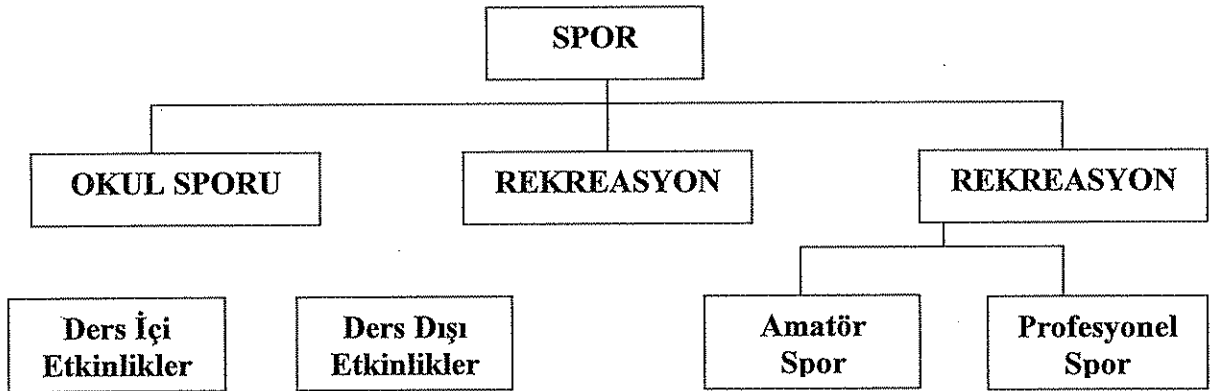 SPOR
OKUL SPORU
REKREASYON
REKREASYON
Ders İçi
Etkinlikler
Ders Dışı
Etkinlikler
Amatör
Spor
Profesyonel
Spor